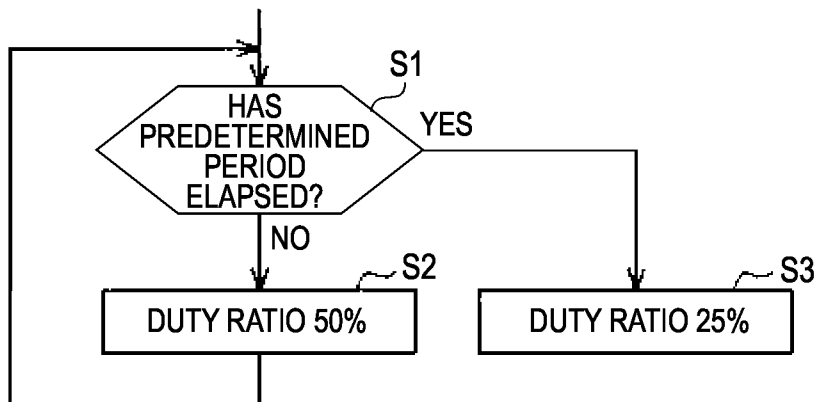 S1
HAS
PREDETERMINED
PERIOD
ELAPSED?
YES
NO
S2
DUTY RATIO 50%
S3
DUTY RATIO 25%